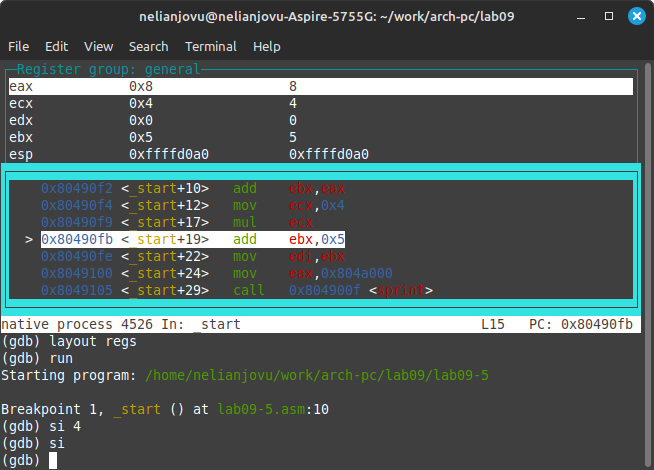 nelianjovu@nelianjovu-Aspire-5755G: ~/work/arch-pc/lab09
File Edit View Search Terminal Help
Register group: general
eax 0x8 8
ecx 0x4 4
edx 0x0 0
ebx 0x5 5
esp 0xffffd0a0 0xffffd0a0
0x80490f2 <_start+10> add ebx,eax
0x80490f4 <_start+12> mov ecx,0x4
0x80490f9 <_start+17> mul ecx
> 0x80490fb <_start+19> add ebx,0x5
0x80490fe <_start+22> mov edi,ebx
0x8049100 <_start+24> mov eax,0x804a000
0x8049105 <_start+29> call 0x804900f <sprint>
native process 4526 In: _start L15 PC: 0x80490fb
(gdb) layout regs
(gdb) run
Starting program: /home/nelianjovu/work/arch-pc/lab09/lab09-5
Breakpoint 1, _start () at lab09-5.asm:10
(gdb) si 4
(gdb) si
(gdb)